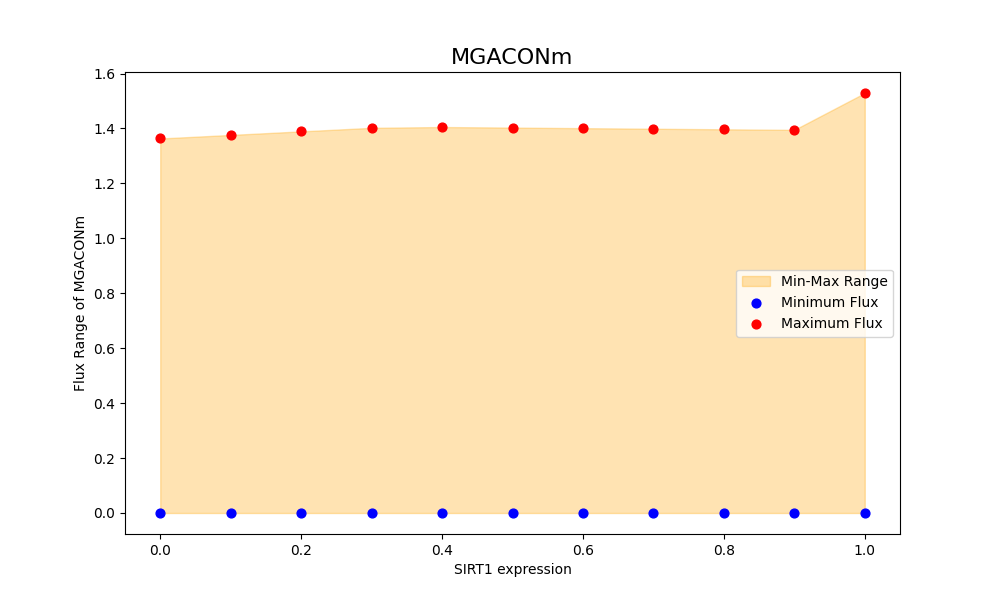 MGACONm
1.6
1.4
1.2
1.0
0.8
0.6
0.4
0.2
0.0
Flux Range of MGACONm
Min-Max Range
Minimum Flux
Maximum Flux
0.0 0.2 0.4 0.6 0.8 1.0
SIRT1 expression